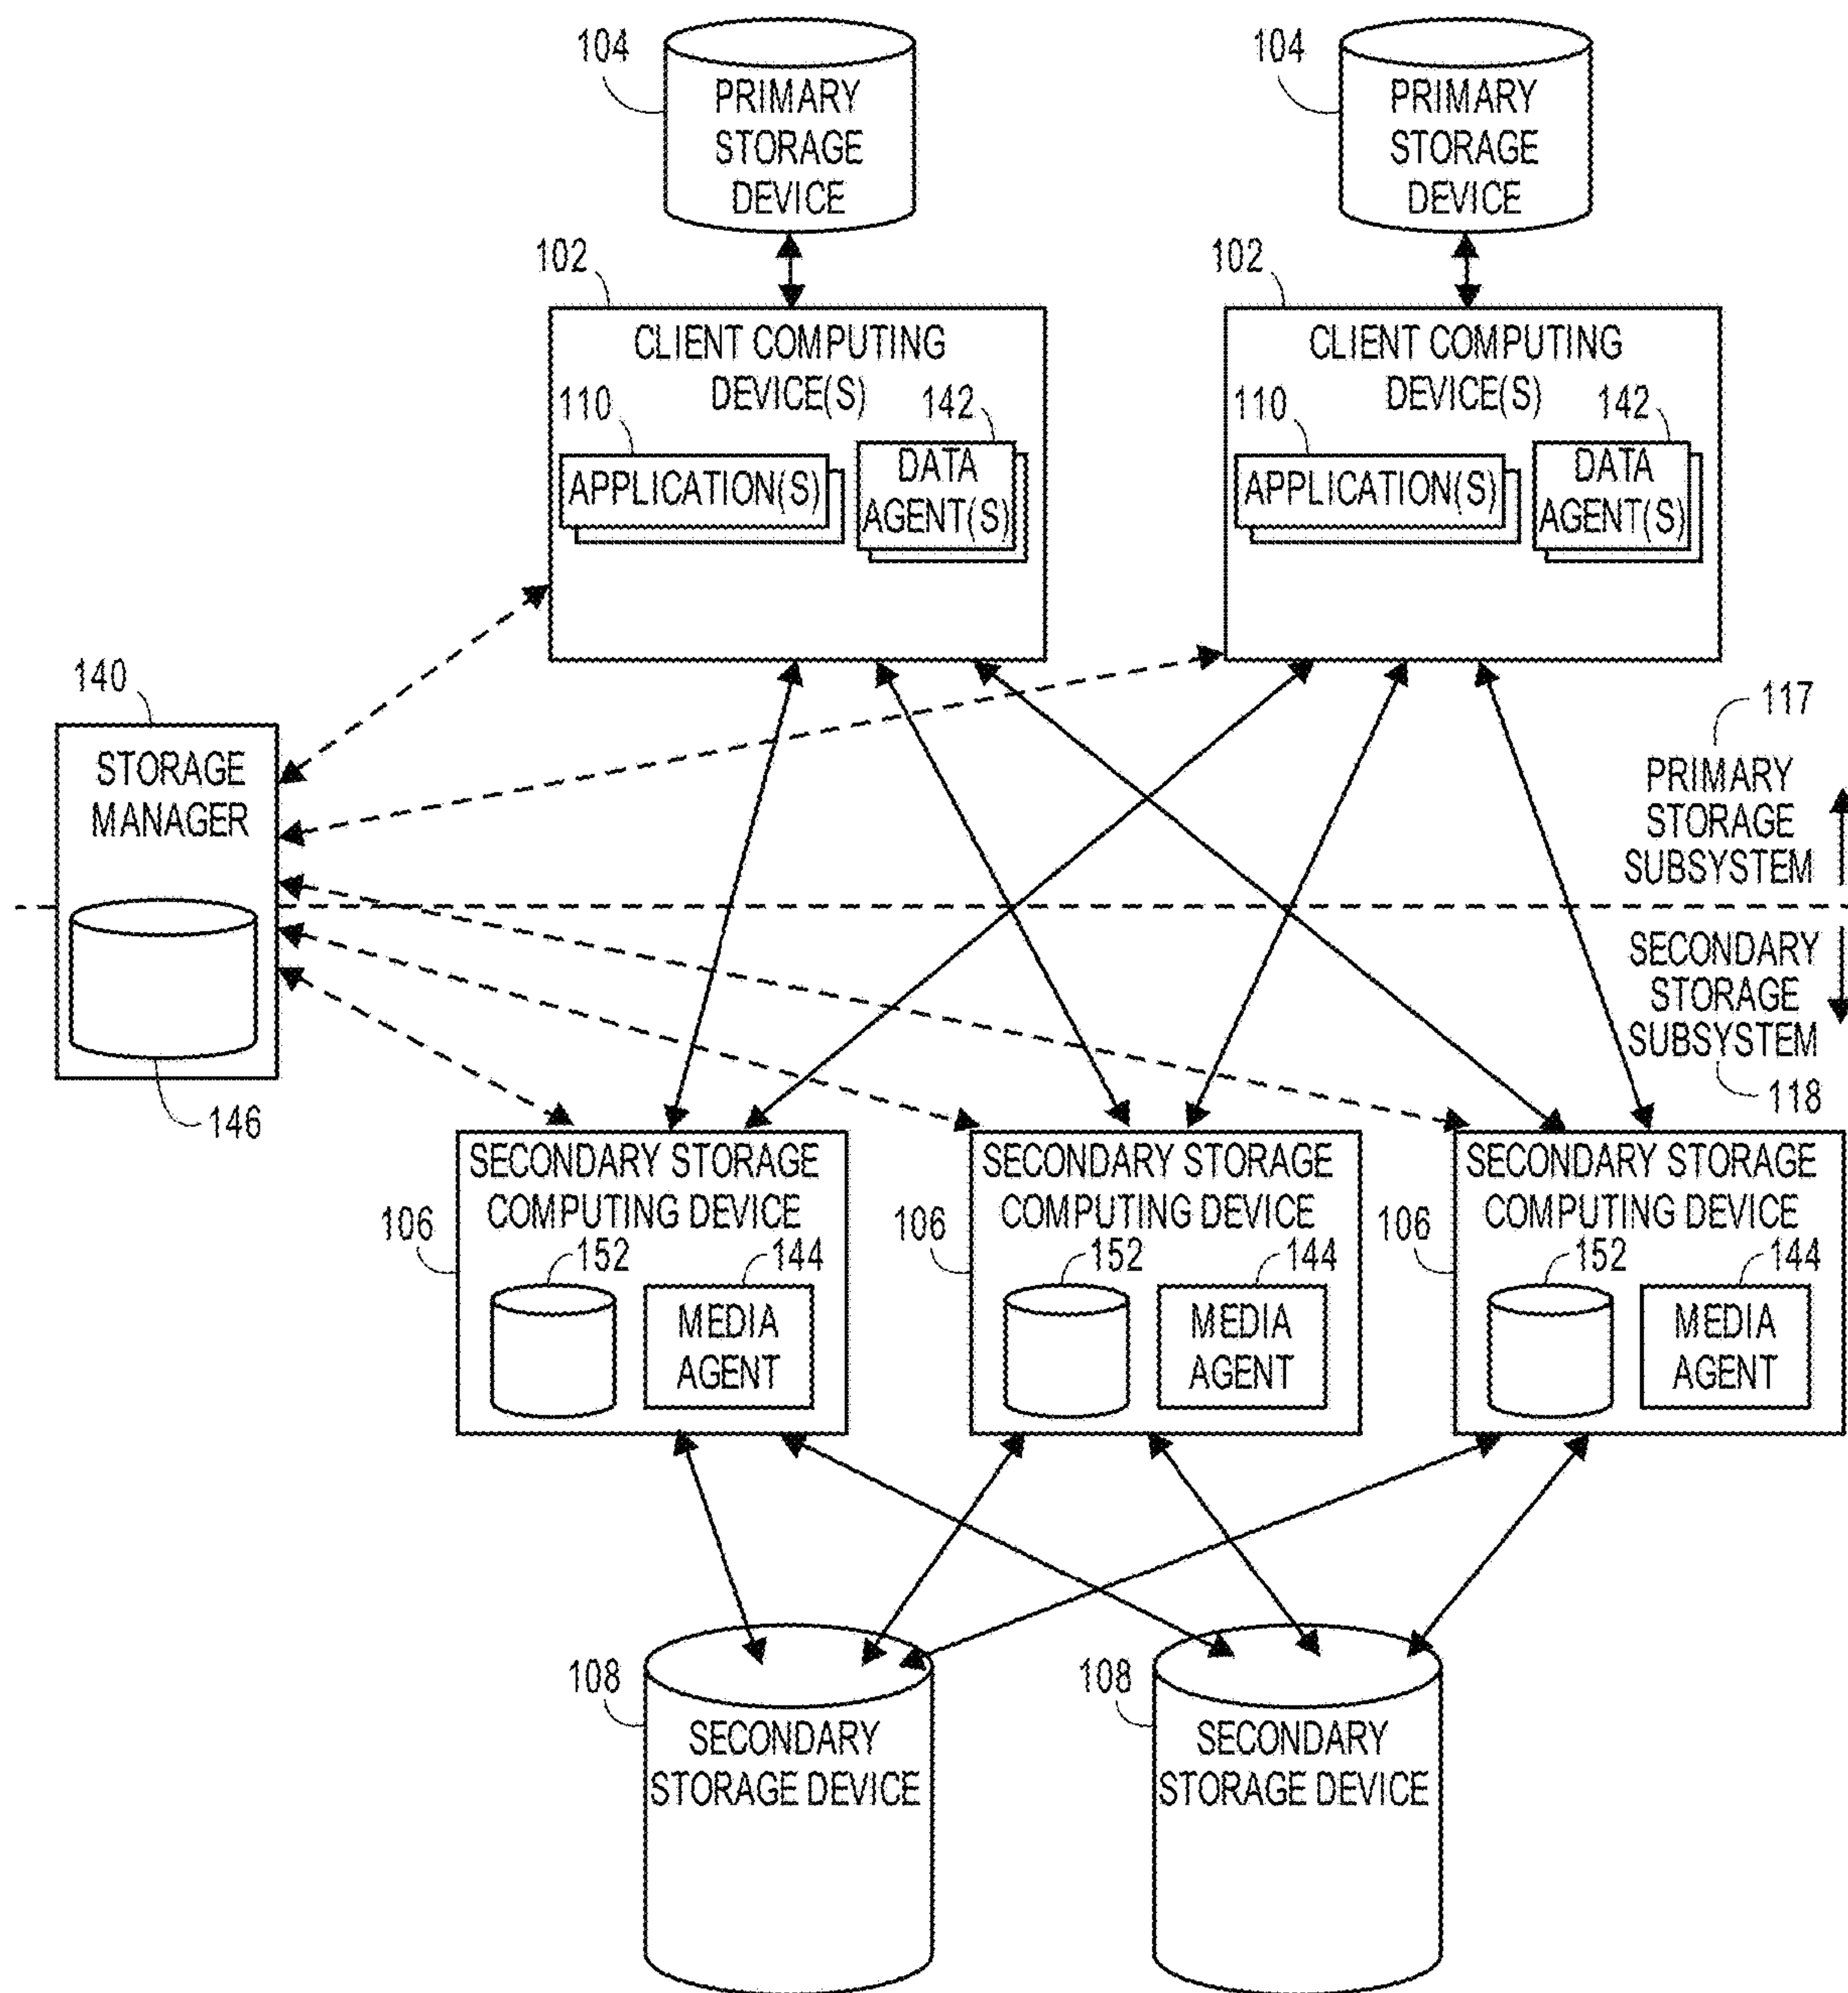 104
PRIMARY
STORAGE
DEVICE
104
PRIMARY
STORAGE
DEVICE
102
CLIENT COMPUTING
DEVICE(S)
110
142
APPLICATION(S)
DATA
AGENT(S)
102
CLIENT COMPUTING
DEVICE(S)
110
142
APPLICATION(S)
DATA
AGENT(S)
140
STORAGE
MANAGER
146
117
PRIMARY
STORAGE
SUBSYSTEM
SECONDARY
STORAGE
SUBSYSTEM
118
106
SECONDARY STORAGE
COMPUTING DEVICE
152
144
MEDIA
AGENT
106
SECONDARY STORAGE
COMPUTING DEVICE
152
144
MEDIA
AGENT
106
SECONDARY STORAGE
COMPUTING DEVICE
152
144
MEDIA
AGENT
108
SECONDARY
STORAGE DEVICE
108
SECONDARY
STORAGE DEVICE